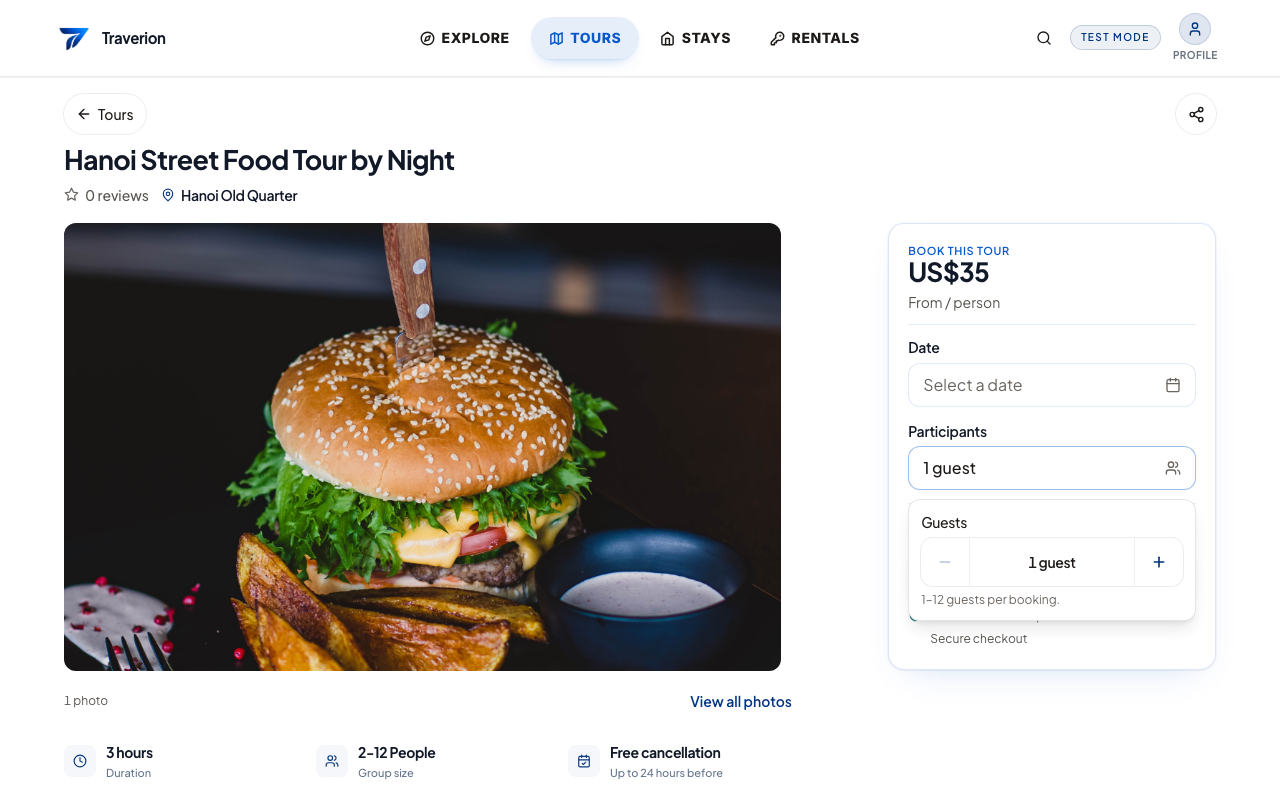 Traverion
EXPLORE
TOURS
STAYS
RENTALS
TEST MODE
PROFILE
Tours
Hanoi Street Food Tour by Night
0 reviews
Hanoi Old Quarter
BOOK THIS TOUR
US$35
From / person
Date
Select a date
Participants
1 guest
Guests
1 guest
1–12 guests per booking.
Secure checkout
1 photo
View all photos
3 hours
Duration
2–12 People
Group size
Free cancellation
Up to 24 hours before